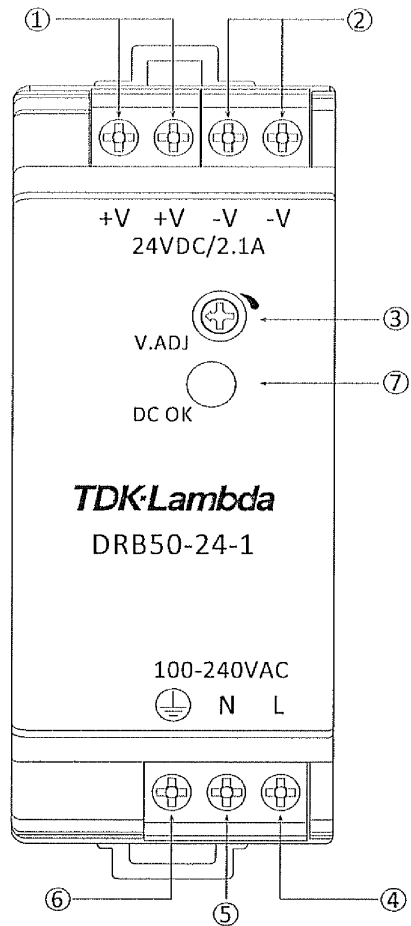 ① ②
+V +V -V -V
24VDC/2.1A
③
V.ADJ
⑦
DC OK
TDK·Lambda
DRB50-24-1
100-240VAC
N L
⑥ ⑤ ④